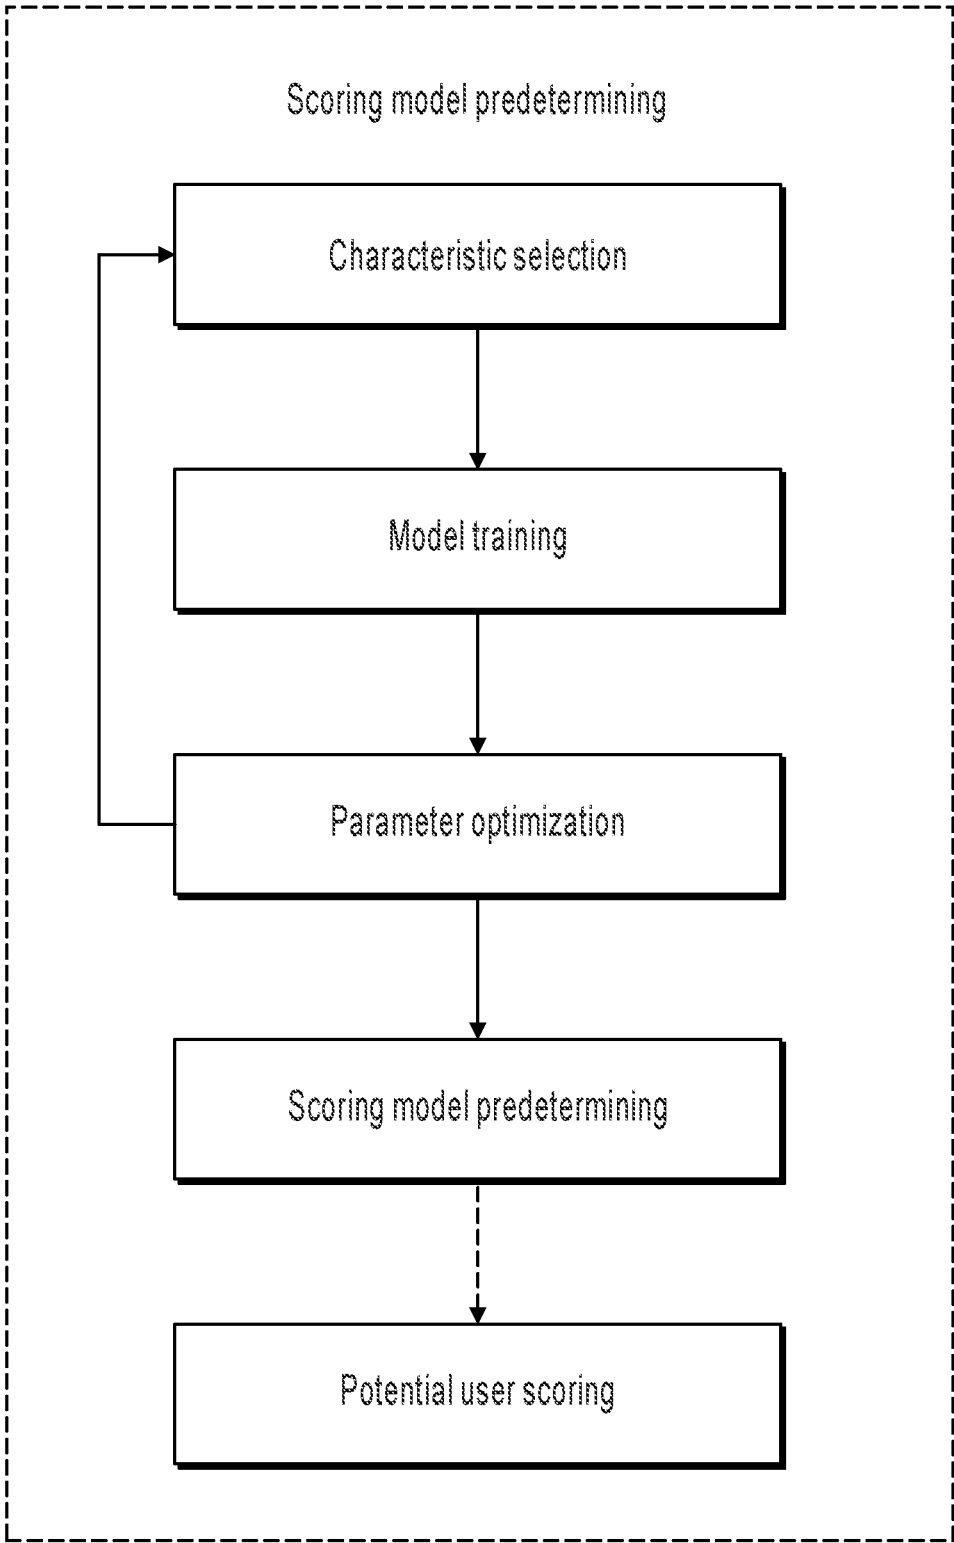 Scoring model predetermining
Characteristic selection
Model training
Parameter optimization
Scoring model predetermining
Potential user scoring